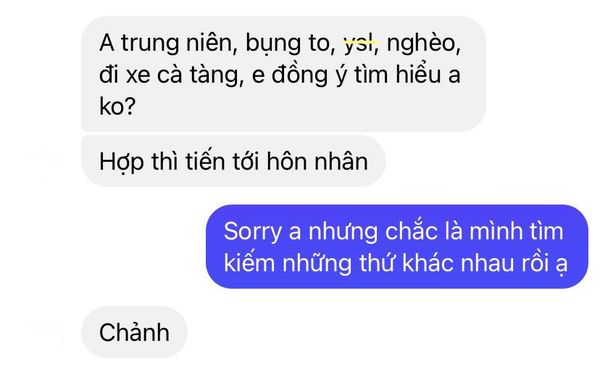 A trung niên, bụng to, ysl, nghèo,
đi xe cà tàng, e đồng ý tìm hiểu a
ko?
Hợp thì tiến tới hôn nhân
Sorry a nhưng chắc là mình tìm
kiếm những thứ khác nhau rồi ạ
Chảnh